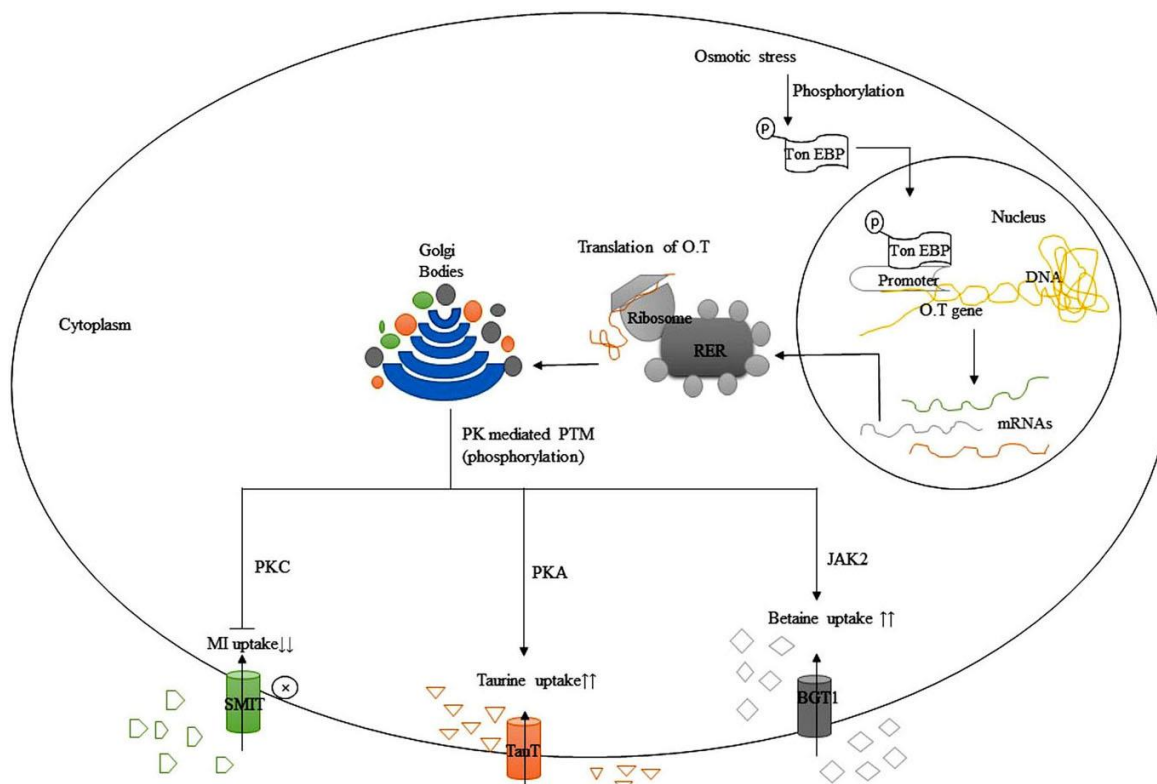 Osmotic stress
Phosphorylation
P
Ton EBP
Nucleus
p
Ton EBP
Promoter
DNA
O.T gene
mRNAs
Translation of O.T
Ribosome
RER
Golgi
Bodies
Cytoplasm
PK mediated PTM
(phosphorylation)
PKC
PKA
JAK2
MI uptake↓↓
Taurine uptake↑↑
Betaine uptake ↑↑
SMIT
×
TauT
BGT1